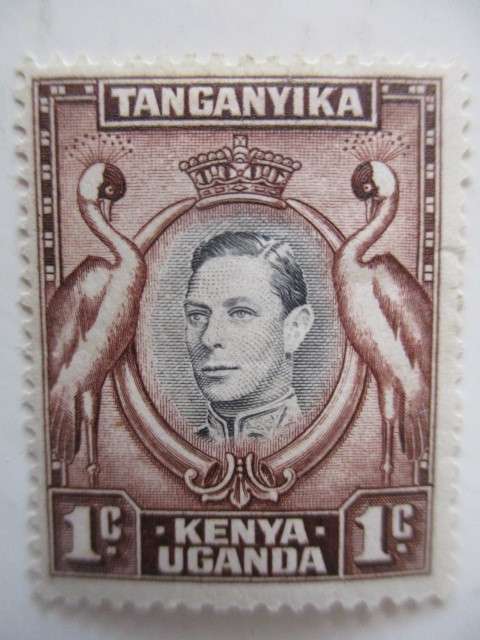 TANGANYIKA
1C. · KENYA · 1C.
UGANDA